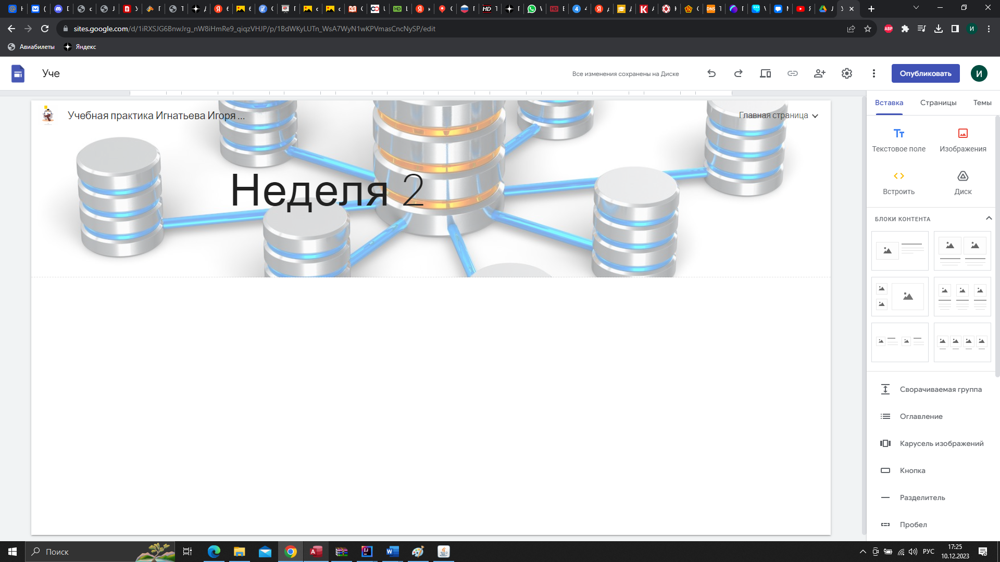 sites.google.com/d/1iRXSJG6BnwJrg_nW8iHmRe9_qiqzVHJP/p/1BdWKyLUTn_WsA7WyN1wKPVmasCncNySP/edit
ABP
И
Авиабилеты
Яндекс
Уче
Все изменения сохранены на Диске
Опубликовать
И
Учебная практика Игнатьева Игоря ...
Главная страница
Неделя 2
Вставка
Страницы
Темы
Текстовое поле
Изображения
Встроить
Диск
БЛОКИ КОНТЕНТА
Сворачиваемая группа
Оглавление
Карусель изображений
Кнопка
Разделитель
Пробел
Поиск
РУС
17:25
10.12.2023